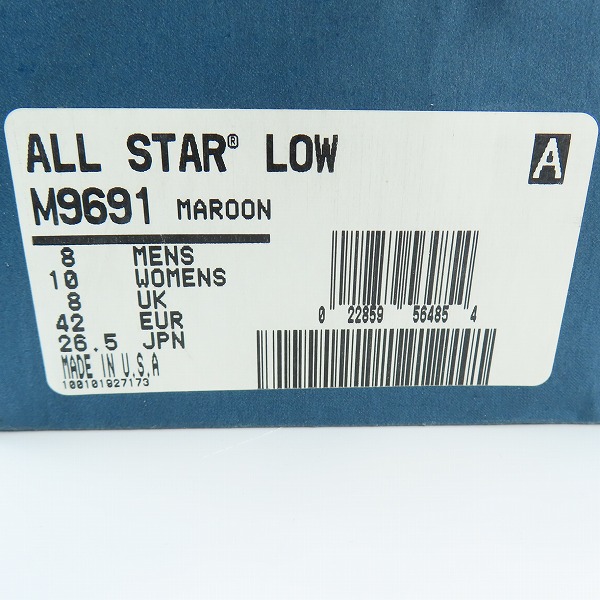 ALL STAR® LOW A
M9691 MAROON
8 MENS
10 WOMENS
8 UK
42 EUR
26.5 JPN
MADE IN U.S.A
100101927173
0 22859 56485 4